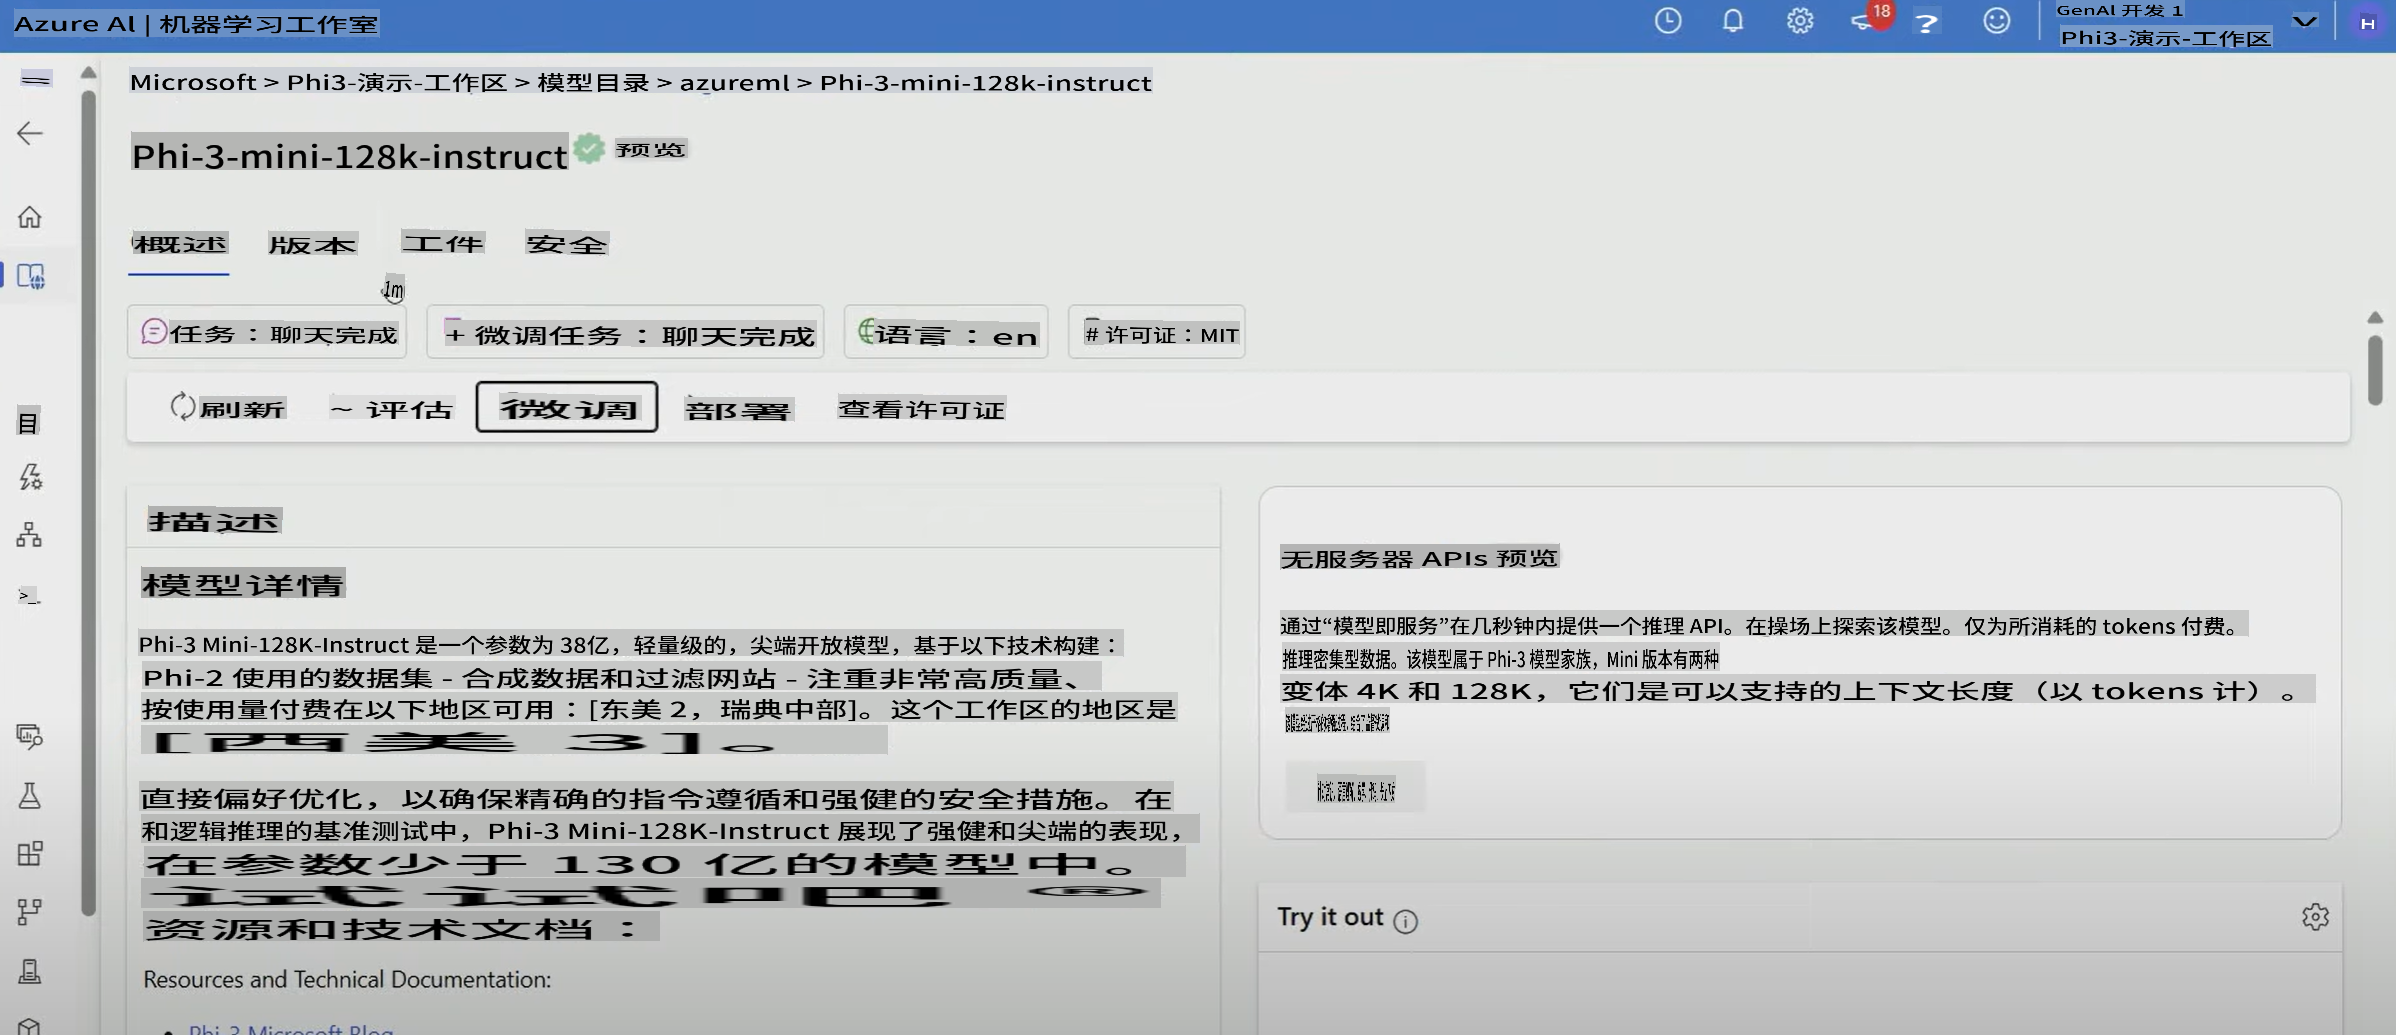 Azure Al | 机器学习工作室
18
?
GenAl 开发 1
Phi3-演示-工作区
H
Microsoft > Phi3-演示-工作区 > 模型目录 > azureml > Phi-3-mini-128k-instruct
Phi-3-mini-128k-instruct 预览
概述 版本 工件 安全
1m
任务：聊天完成 + 微调任务：聊天完成 语言：en # 许可证：MIT
刷新 ~ 评估 微调 部署 查看许可证
目
>_
描述
模型详情
Phi-3 Mini-128K-Instruct 是一个参数为 38亿，轻量级的，尖端开放模型，基于以下技术构建：
Phi-2 使用的数据集 - 合成数据和过滤网站 - 注重非常高质量、
按使用量付费在以下地区可用：[东美 2，瑞典中部]。这个工作区的地区是
[西美 3]。
直接偏好优化，以确保精确的指令遵循和强健的安全措施。在
和逻辑推理的基准测试中，Phi-3 Mini-128K-Instruct 展现了强健和尖端的表现，
在参数少于 130 亿的模型中。
试试吧 ®
资源和技术文档：
Resources and Technical Documentation:
Phi-3 Microsoft Blog
无服务器 APIs 预览
通过“模型即服务”在几秒钟内提供一个推理 API。在操场上探索该模型。仅为所消耗的 tokens 付费。
推理密集型数据。该模型属于 Phi-3 模型家族，Mini 版本有两种
变体 4K 和 128K，它们是可以支持的上下文长度（以 tokens 计）。
Try it out